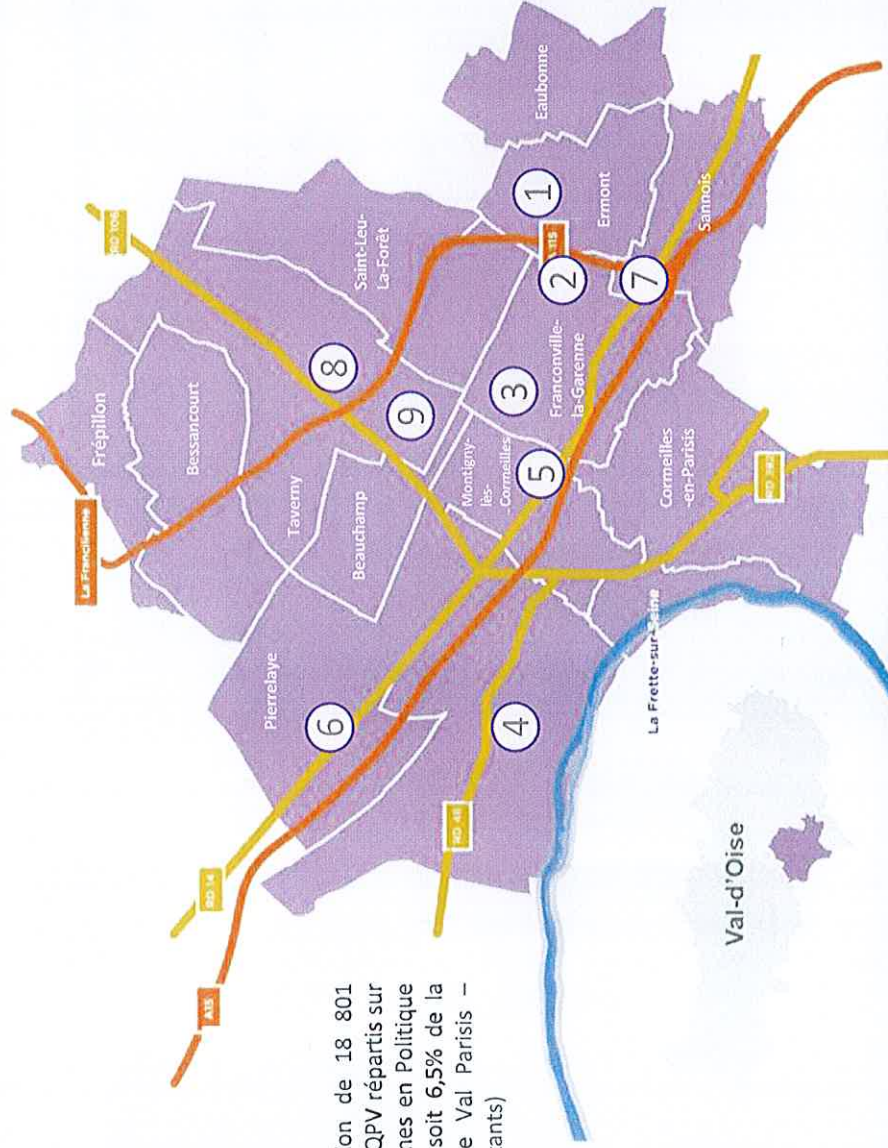 on de 18 801
QPV répartis sur
nes en Politique
soit 6,5% de la
e Val Parisis –
ants)
La Francilienne
A15
RD 14
RD 48
RD 106
Frépillon
Bessancourt
Taverny
Beauchamp
Pierrelaye
Saint-Leu-
La-Forêt
Eaubonne
Ermont
Sannois
Franconville-
la-Garenne
Montigny-
lès-
Cormeilles
Cormeilles
-en-Parisis
La Frette-sur-Seine
Val-d'Oise
1
2
3
4
5
6
7
8
9